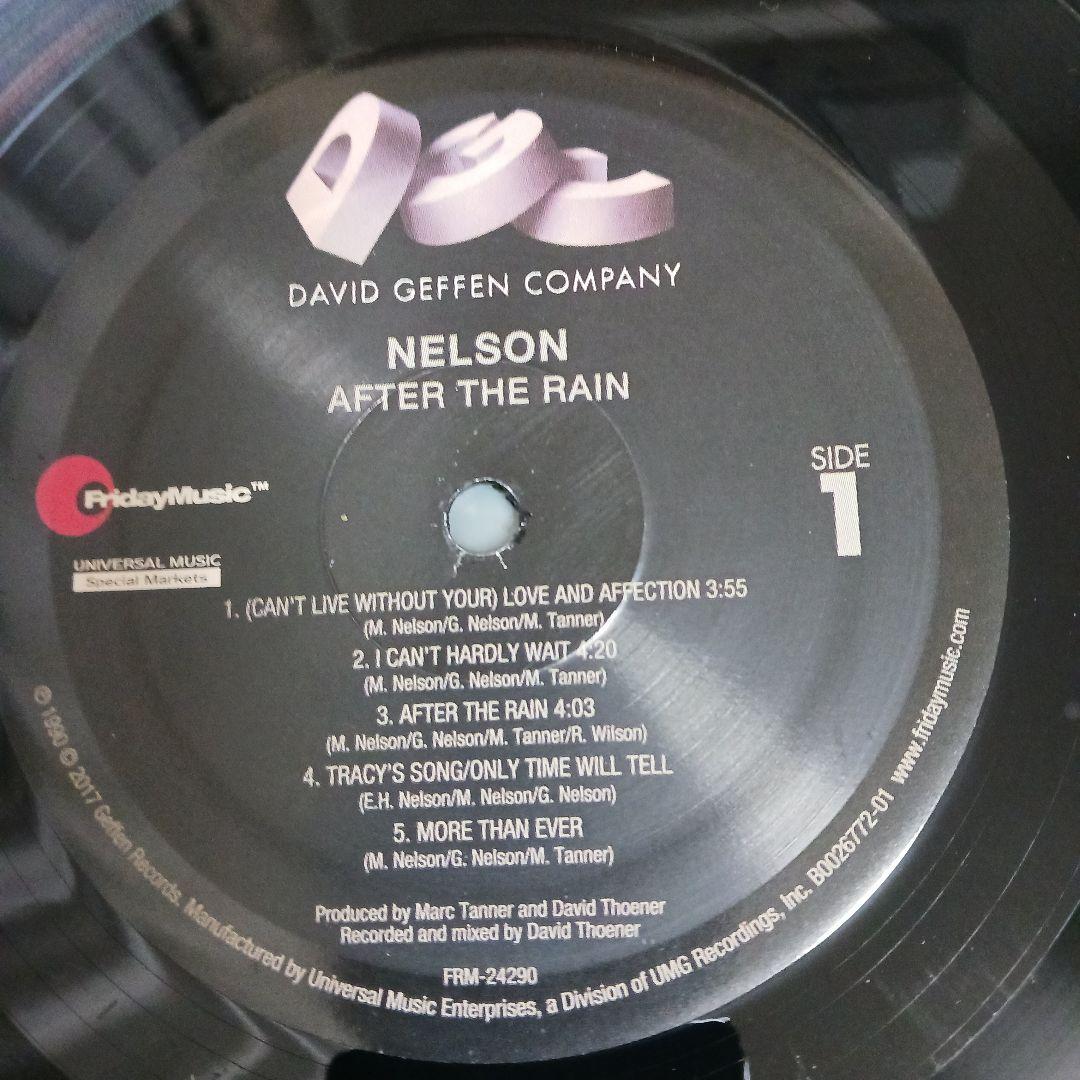 DGC
DAVID GEFFEN COMPANY
NELSON
AFTER THE RAIN
SIDE
1
FridayMusic™
UNIVERSAL MUSIC
Special Markets
1. (CAN'T LIVE WITHOUT YOUR) LOVE AND AFFECTION 3:55
(M. Nelson/G. Nelson/M. Tanner)
2. I CAN'T HARDLY WAIT 4:20
(M. Nelson/G. Nelson/M. Tanner)
3. AFTER THE RAIN 4:03
(M. Nelson/G. Nelson/M. Tanner/R. Wilson)
4. TRACY'S SONG/ONLY TIME WILL TELL
(E.H. Nelson/M. Nelson/G. Nelson)
5. MORE THAN EVER
(M. Nelson/G. Nelson/M. Tanner)
Produced by Marc Tanner and David Thoener
Recorded and mixed by David Thoener
FRM-24290
℗ 1990 © 2017 Geffen Records. Manufactured by Universal Music Enterprises, a Division of UMG Recordings, Inc. B0026772-01 www.fridaymusic.com